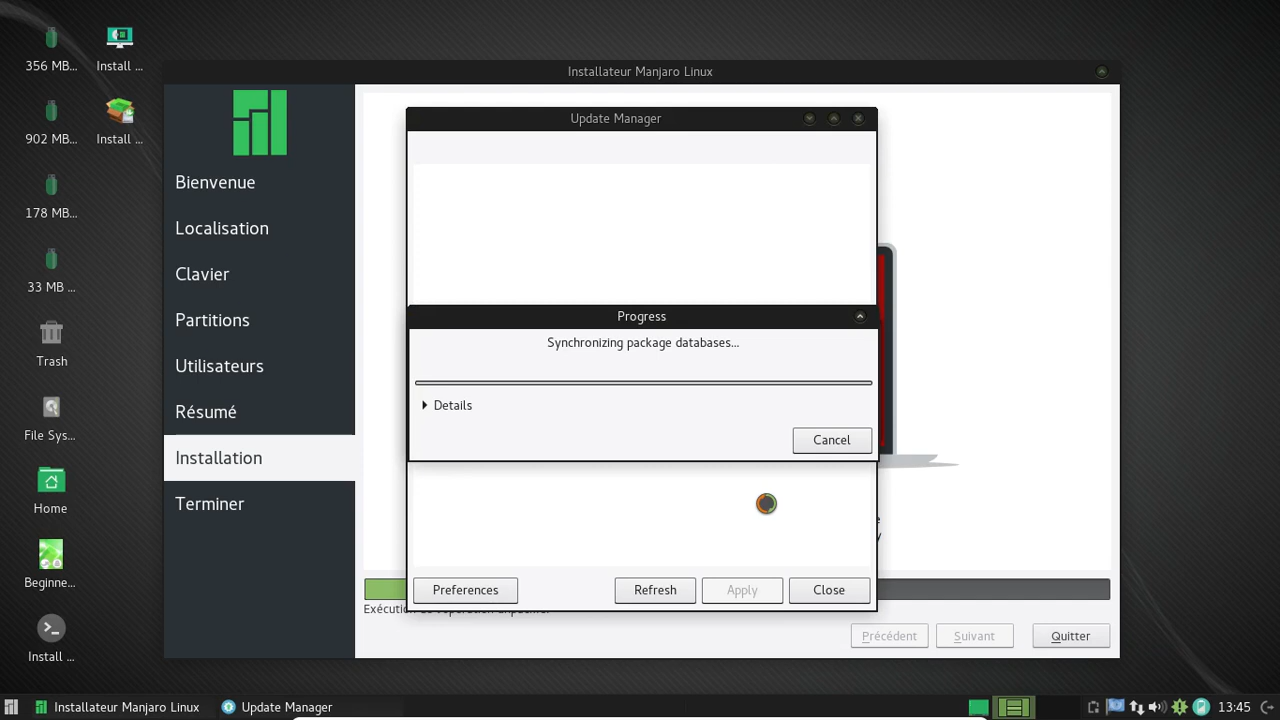 356 MB...
Install ...
902 MB...
Install ...
178 MB...
33 MB ...
Trash
File Sys...
Home
Beginne...
Install ...
Installateur Manjaro Linux
Bienvenue
Localisation
Clavier
Partitions
Utilisateurs
Résumé
Installation
Terminer
Update Manager
Progress
Synchronizing package databases...
Details
Cancel
Preferences
Refresh
Apply
Close
Précédent
Suivant
Quitter
Installateur Manjaro Linux
Update Manager
13:45